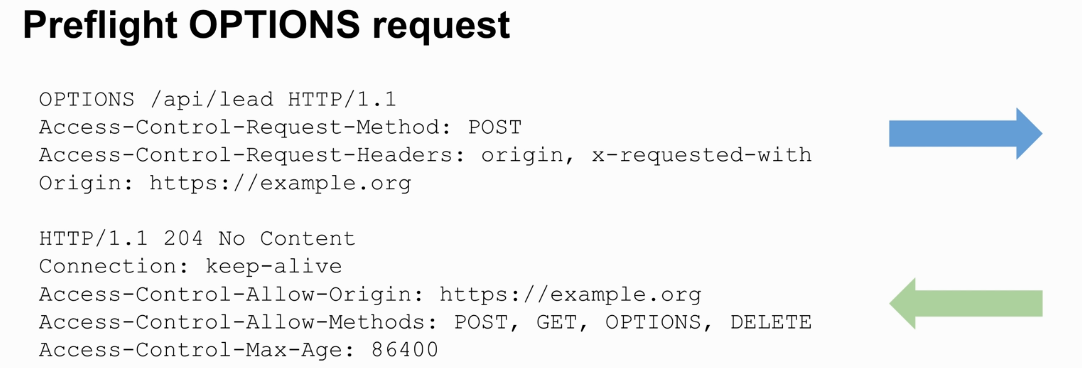 Preflight OPTIONS request
OPTIONS /api/lead HTTP/1.1
Access-Control-Request-Method: POST
Access-Control-Request-Headers: origin, x-requested-with
Origin: https://example.org
HTTP/1.1 204 No Content
Connection: keep-alive
Access-Control-Allow-Origin: https://example.org
Access-Control-Allow-Methods: POST, GET, OPTIONS, DELETE
Access-Control-Max-Age: 86400